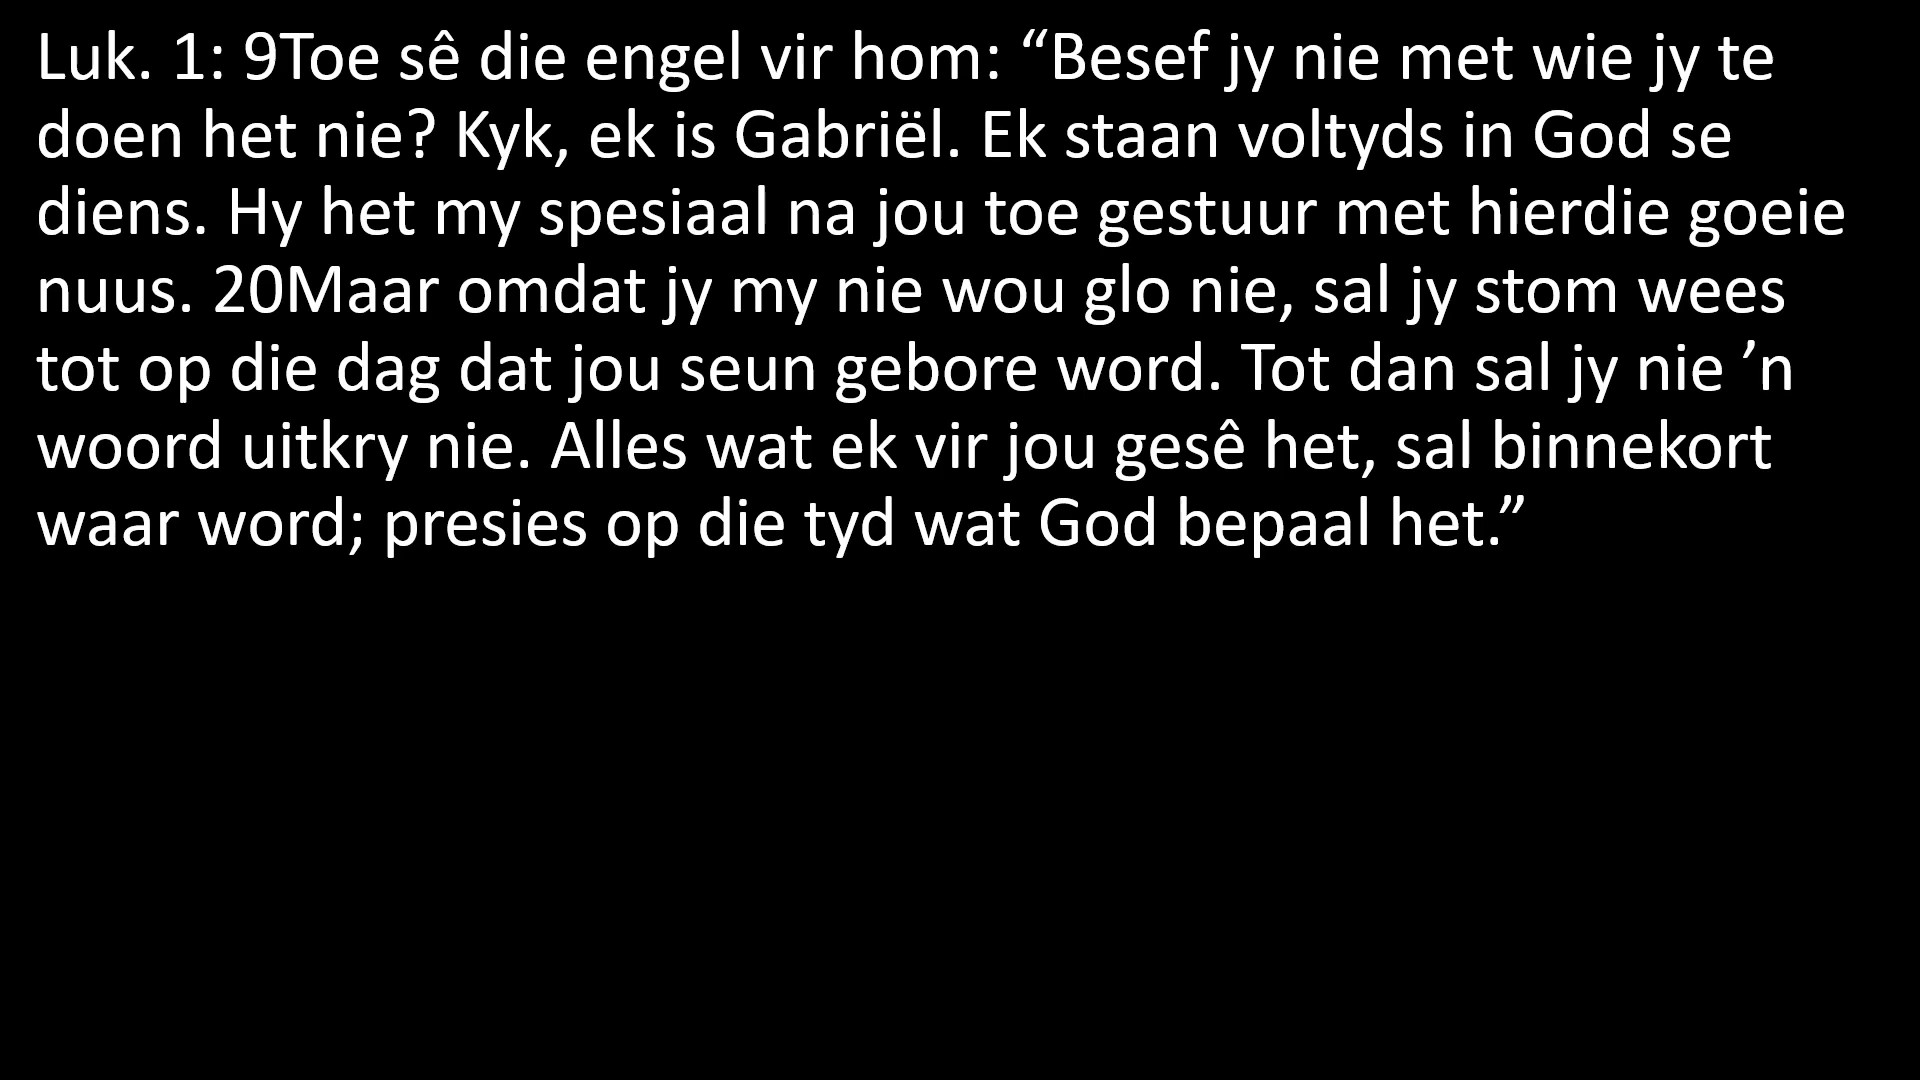 Luk. 1: 9Toe sê die engel vir hom: “Besef jy nie met wie jy te
doen het nie? Kyk, ek is Gabriël. Ek staan voltyds in God se
diens. Hy het my spesiaal na jou toe gestuur met hierdie goeie
nuus. 20Maar omdat jy my nie wou glo nie, sal jy stom wees
tot op die dag dat jou seun gebore word. Tot dan sal jy nie ’n
woord uitkry nie. Alles wat ek vir jou gesê het, sal binnekort
waar word; presies op die tyd wat God bepaal het.”